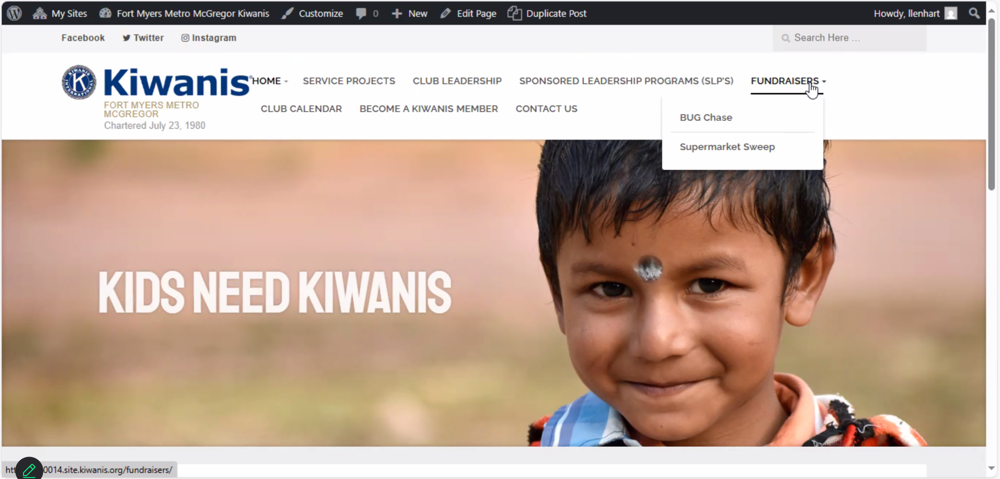 My Sites Fort Myers Metro McGregor Kiwanis Customize 0 New Edit Page Duplicate Post Howdy, llenhart
Facebook Twitter Instagram Search Here ...
Kiwanis®
FORT MYERS METRO
MCGREGOR
Chartered July 23, 1980
HOME SERVICE PROJECTS CLUB LEADERSHIP SPONSORED LEADERSHIP PROGRAMS (SLP'S) FUNDRAISERS
CLUB CALENDAR BECOME A KIWANIS MEMBER CONTACT US
BUG Chase
Supermarket Sweep
KIDS NEED KIWANIS
0014.site.kiwanis.org/fundraisers/